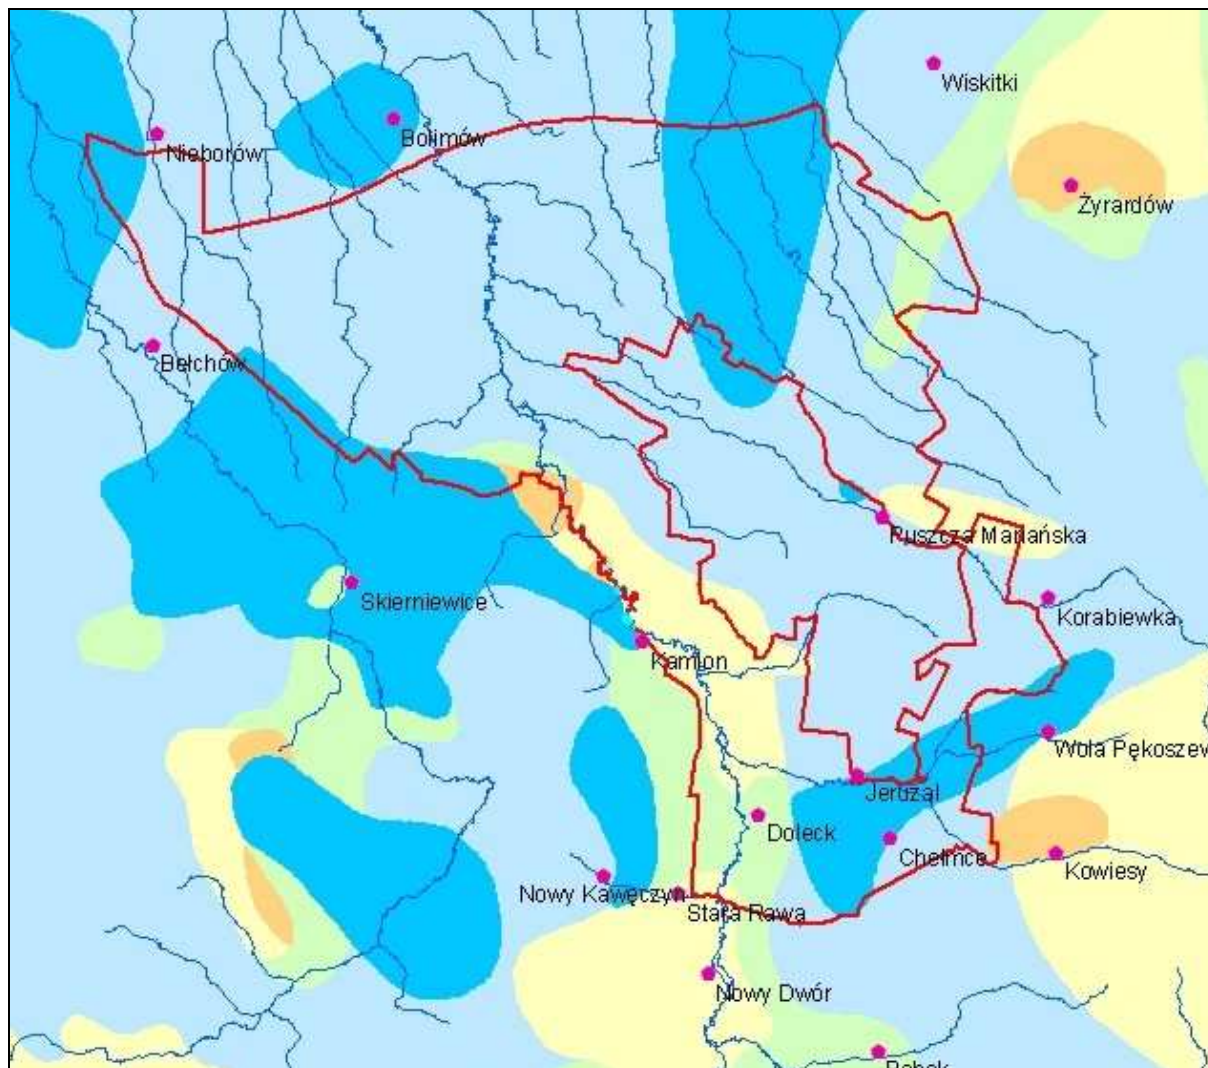 Wiskitki
Bolimów
Nieborów
Żyrardów
Bełchów
Puszcza Mariańska
Skierniewice
Korabiewka
Kamion
Wola Pękoszew
Jeruzal
Doleck
Chełmce
Kowiesy
Nowy Kawęczyn
Stara Rawa
Nowy Dwór